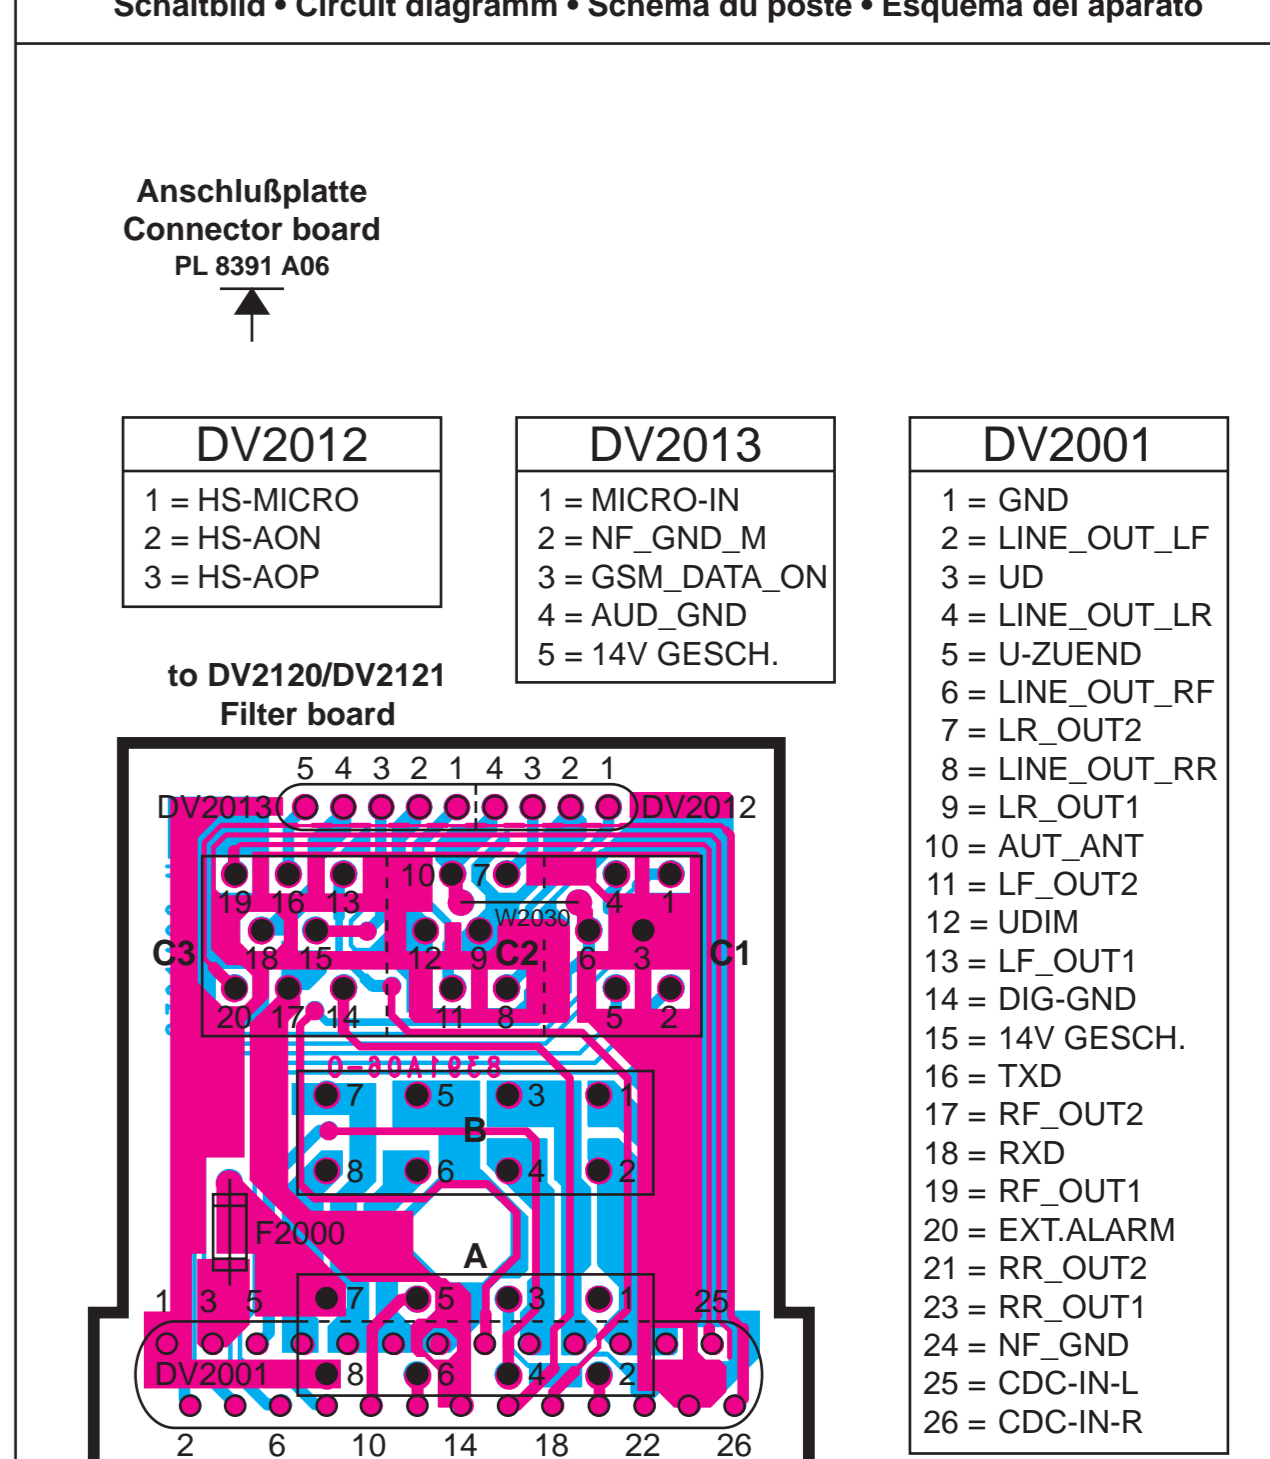 Schaltbild • Circuit diagramm • Schéma du poste • Esquema del aparato
Anschlußplatte
Connector board
PL 8391 A06
DV2012
1 = HS-MICRO
2 = HS-AON
3 = HS-AOP
DV2013
1 = MICRO-IN
2 = NF_GND_M
3 = GSM_DATA_ON
4 = AUD_GND
5 = 14V GESCH.
DV2001
1 = GND
2 = LINE_OUT_LF
3 = UD
4 = LINE_OUT_LR
5 = U-ZUEND
6 = LINE_OUT_RF
7 = LR_OUT2
8 = LINE_OUT_RR
9 = LR_OUT1
10 = AUT_ANT
11 = LF_OUT2
12 = UDIM
13 = LF_OUT1
14 = DIG-GND
15 = 14V GESCH.
16 = TXD
17 = RF_OUT2
18 = RXD
19 = RF_OUT1
20 = EXT.ALARM
21 = RR_OUT2
23 = RR_OUT1
24 = NF_GND
25 = CDC-IN-L
26 = CDC-IN-R
to DV2120/DV2121
Filter board
5 4 3 2 1 4 3 2 1
DV2013 DV2012
10 7
19 16 13 4 1
W2030
C3 18 15 12 9 C2 6 3 C1
20 17 14 11 8 5 2
8391A06-0
7 5 3 1
B
8 6 4 2
F2000
A
1 3 5 7 5 3 1 25
DV2001 8 6 4 2
2 6 10 14 18 22 26